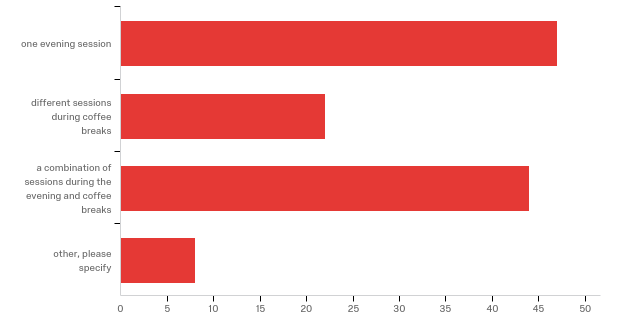 one evening session
different sessions
during coffee
breaks
a combination of
sessions during the
evening and coffee
breaks
other, please
specify
0 5 10 15 20 25 30 35 40 45 50